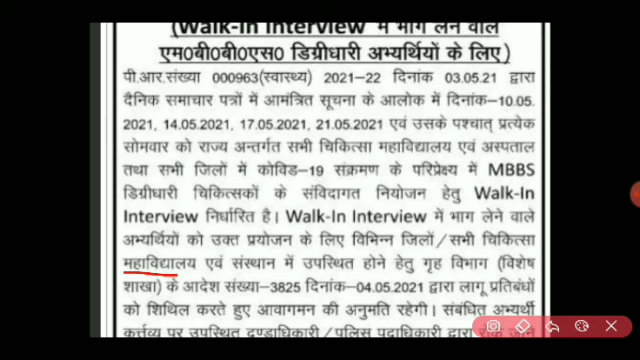 (Walk-In Interview में भाग लेने वाले
एम0बी0बी0एस0 डिग्रीधारी अभ्यर्थियों के लिए)
पी.आर.संख्या 000963(स्वास्थ्य) 2021-22 दिनांक 03.05.21 द्वारा
दैनिक समाचार पत्रों में आमंत्रित सूचना के आलोक में दिनांक-10.05.
2021, 14.05.2021, 17.05.2021, 21.05.2021 एवं उसके पश्चात् प्रत्येक
सोमवार को राज्य अन्तर्गत सभी चिकित्सा महाविद्यालय एवं अस्पताल
तथा सभी जिलों में कोविड-19 संक्रमण के परिप्रेक्ष्य में MBBS
डिग्रीधारी चिकित्सकों के संविदागत नियोजन हेतु Walk-In
Interview निर्धारित है। Walk-In Interview में भाग लेने वाले
अभ्यर्थियों को उक्त प्रयोजन के लिए विभिन्न जिलों/सभी चिकित्सा
महाविद्यालय एवं संस्थान में उपस्थित होने हेतु गृह विभाग (विशेष
शाखा) के आदेश संख्या-3825 दिनांक-04.05.2021 द्वारा लागू प्रतिबंधों
को शिथिल करते हुए आवागमन की अनुमति रहेगी। संबंधित अभ्यर्थी
कर्त्तव्य पर उपस्थित दण्डाधिकारी/पुलिस पदाधिकारी द्वारा